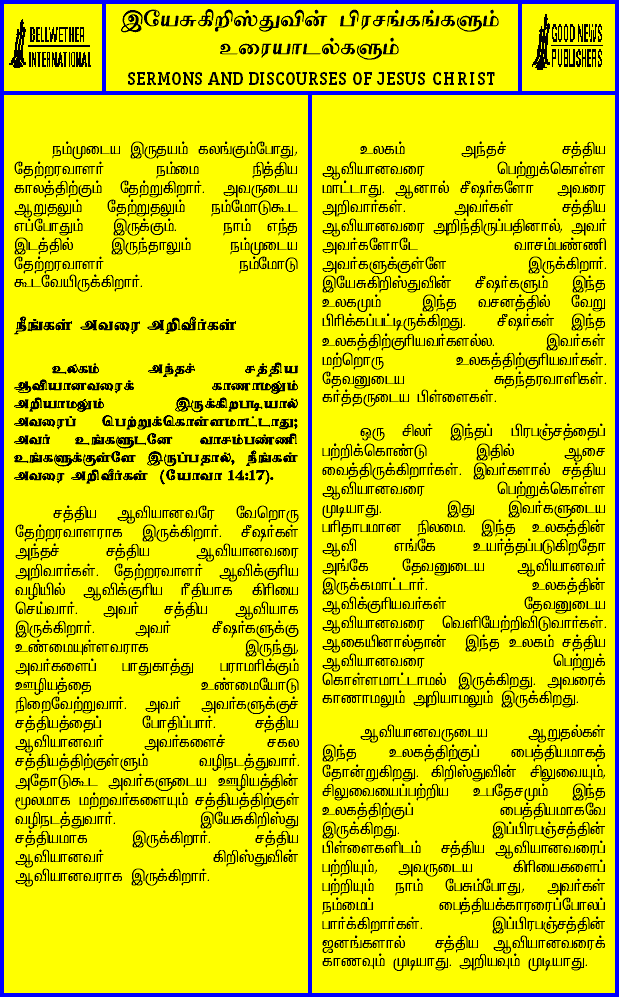 BELLWETHER
INTERNATIONAL
இயேசுகிறிஸ்துவின் பிரசங்கங்களும்
உரையாடல்களும்
SERMONS AND DISCOURSES OF JESUS CHRIST
GOOD NEWS
PUBLISHERS
நம்முடைய இருதயம் கலங்கும்போது,
தேற்றரவாளர் நம்மை நித்திய
காலத்திற்கும் தேற்றுகிறார். அவருடைய
ஆறுதலும் தேற்றுதலும் நம்மோடுகூட
எப்போதும் இருக்கும். நாம் எந்த
இடத்தில் இருந்தாலும் நம்முடைய
தேற்றரவாளர் நம்மோடு
கூடவேயிருக்கிறார்.
நீங்கள் அவரை அறிவீர்கள்
உலகம் அந்தச் சத்திய
ஆவியானவரைக் காணாமலும்
அறியாமலும் இருக்கிறபடியால்
அவரைப் பெற்றுக்கொள்ளமாட்டாது;
அவர் உங்களுடனே வாசம்பண்ணி
உங்களுக்குள்ளே இருப்பதால், நீங்கள்
அவரை அறிவீர்கள் (யோவா 14:17).
சத்திய ஆவியானவரே வேறொரு
தேற்றரவாளராக இருக்கிறார். சீஷர்கள்
அந்தச் சத்திய ஆவியானவரை
அறிவார்கள். தேற்றரவாளர் ஆவிக்குரிய
வழியில் ஆவிக்குரிய ரீதியாக கிரியை
செய்வார். அவர் சத்திய ஆவியாக
இருக்கிறார். அவர் சீஷர்களுக்கு
உண்மையுள்ளவராக இருந்து,
அவர்களைப் பாதுகாத்து பராமரிக்கும்
ஊழியத்தை உண்மையோடு
நிறைவேற்றுவார். அவர் அவர்களுக்குச்
சத்தியத்தைப் போதிப்பார். சத்திய
ஆவியானவர் அவர்களைச் சகல
சத்தியத்திற்குள்ளும் வழிநடத்துவார்.
அதோடுகூட அவர்களுடைய ஊழியத்தின்
மூலமாக மற்றவர்களையும் சத்தியத்திற்குள்
வழிநடத்துவார். இயேசுகிறிஸ்து
சத்தியமாக இருக்கிறார். சத்திய
ஆவியானவர் கிறிஸ்துவின்
ஆவியானவராக இருக்கிறார்.
உலகம் அந்தச் சத்திய
ஆவியானவரை பெற்றுக்கொள்ள
மாட்டாது. ஆனால் சீஷர்களோ அவரை
அறிவார்கள். அவர்கள் சத்திய
ஆவியானவரை அறிந்திருப்பதினால், அவர்
அவர்களோடே வாசம்பண்ணி
அவர்களுக்குள்ளே இருக்கிறார்.
இயேசுகிறிஸ்துவின் சீஷர்களும் இந்த
உலகமும் இந்த வசனத்தில் வேறு
பிரிக்கப்பட்டிருக்கிறது. சீஷர்கள் இந்த
உலகத்திற்குரியவர்களல்ல. இவர்கள்
மற்றொரு உலகத்திற்குரியவர்கள்.
தேவனுடைய சுதந்தரவாளிகள்.
கர்த்தருடைய பிள்ளைகள்.
ஒரு சிலர் இந்தப் பிரபஞ்சத்தைப்
பற்றிக்கொண்டு இதில் ஆசை
வைத்திருக்கிறார்கள். இவர்களால் சத்திய
ஆவியானவரை பெற்றுக்கொள்ள
முடியாது. இது இவர்களுடைய
பரிதாபமான நிலமை. இந்த உலகத்தின்
ஆவி எங்கே உயர்த்தப்படுகிறதோ
அங்கே தேவனுடைய ஆவியானவர்
இருக்கமாட்டார். உலகத்தின்
ஆவிக்குரியவர்கள் தேவனுடைய
ஆவியானவரை வெளியேற்றிவிடுவார்கள்.
ஆகையினால்தான் இந்த உலகம் சத்திய
ஆவியானவரை பெற்றுக்
கொள்ளமாட்டாமல் இருக்கிறது. அவரைக்
காணாமலும் அறியாமலும் இருக்கிறது.
ஆவியானவருடைய ஆறுதல்கள்
இந்த உலகத்திற்குப் பைத்தியமாகத்
தோன்றுகிறது. கிறிஸ்துவின் சிலுவையும்,
சிலுவையைப்பற்றிய உபதேசமும் இந்த
உலகத்திற்குப் பைத்தியமாகவே
இருக்கிறது. இப்பிரபஞ்சத்தின்
பிள்ளைகளிடம் சத்திய ஆவியானவரைப்
பற்றியும், அவருடைய கிரியைகளைப்
பற்றியும் நாம் பேசும்போது, அவர்கள்
நம்மைப் பைத்தியக்காரரைப்போலப்
பார்க்கிறார்கள். இப்பிரபஞ்சத்தின்
ஜனங்களால் சத்திய ஆவியானவரைக்
காணவும் முடியாது. அறியவும் முடியாது.